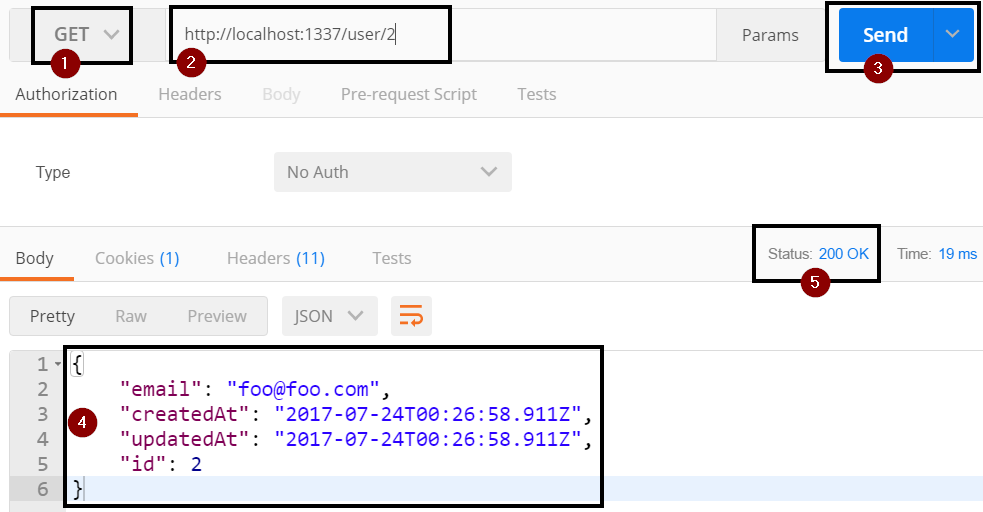 GET http://localhost:1337/user/2 Params Send
1 2 3
Authorization Headers Body Pre-request Script Tests
Type No Auth
Body Cookies (1) Headers (11) Tests Status: 200 OK Time: 19 ms
5
Pretty Raw Preview JSON
1 {
2 "email": "foo@foo.com",
3 "createdAt": "2017-07-24T00:26:58.911Z",
4
4 "updatedAt": "2017-07-24T00:26:58.911Z",
5 "id": 2
6 }